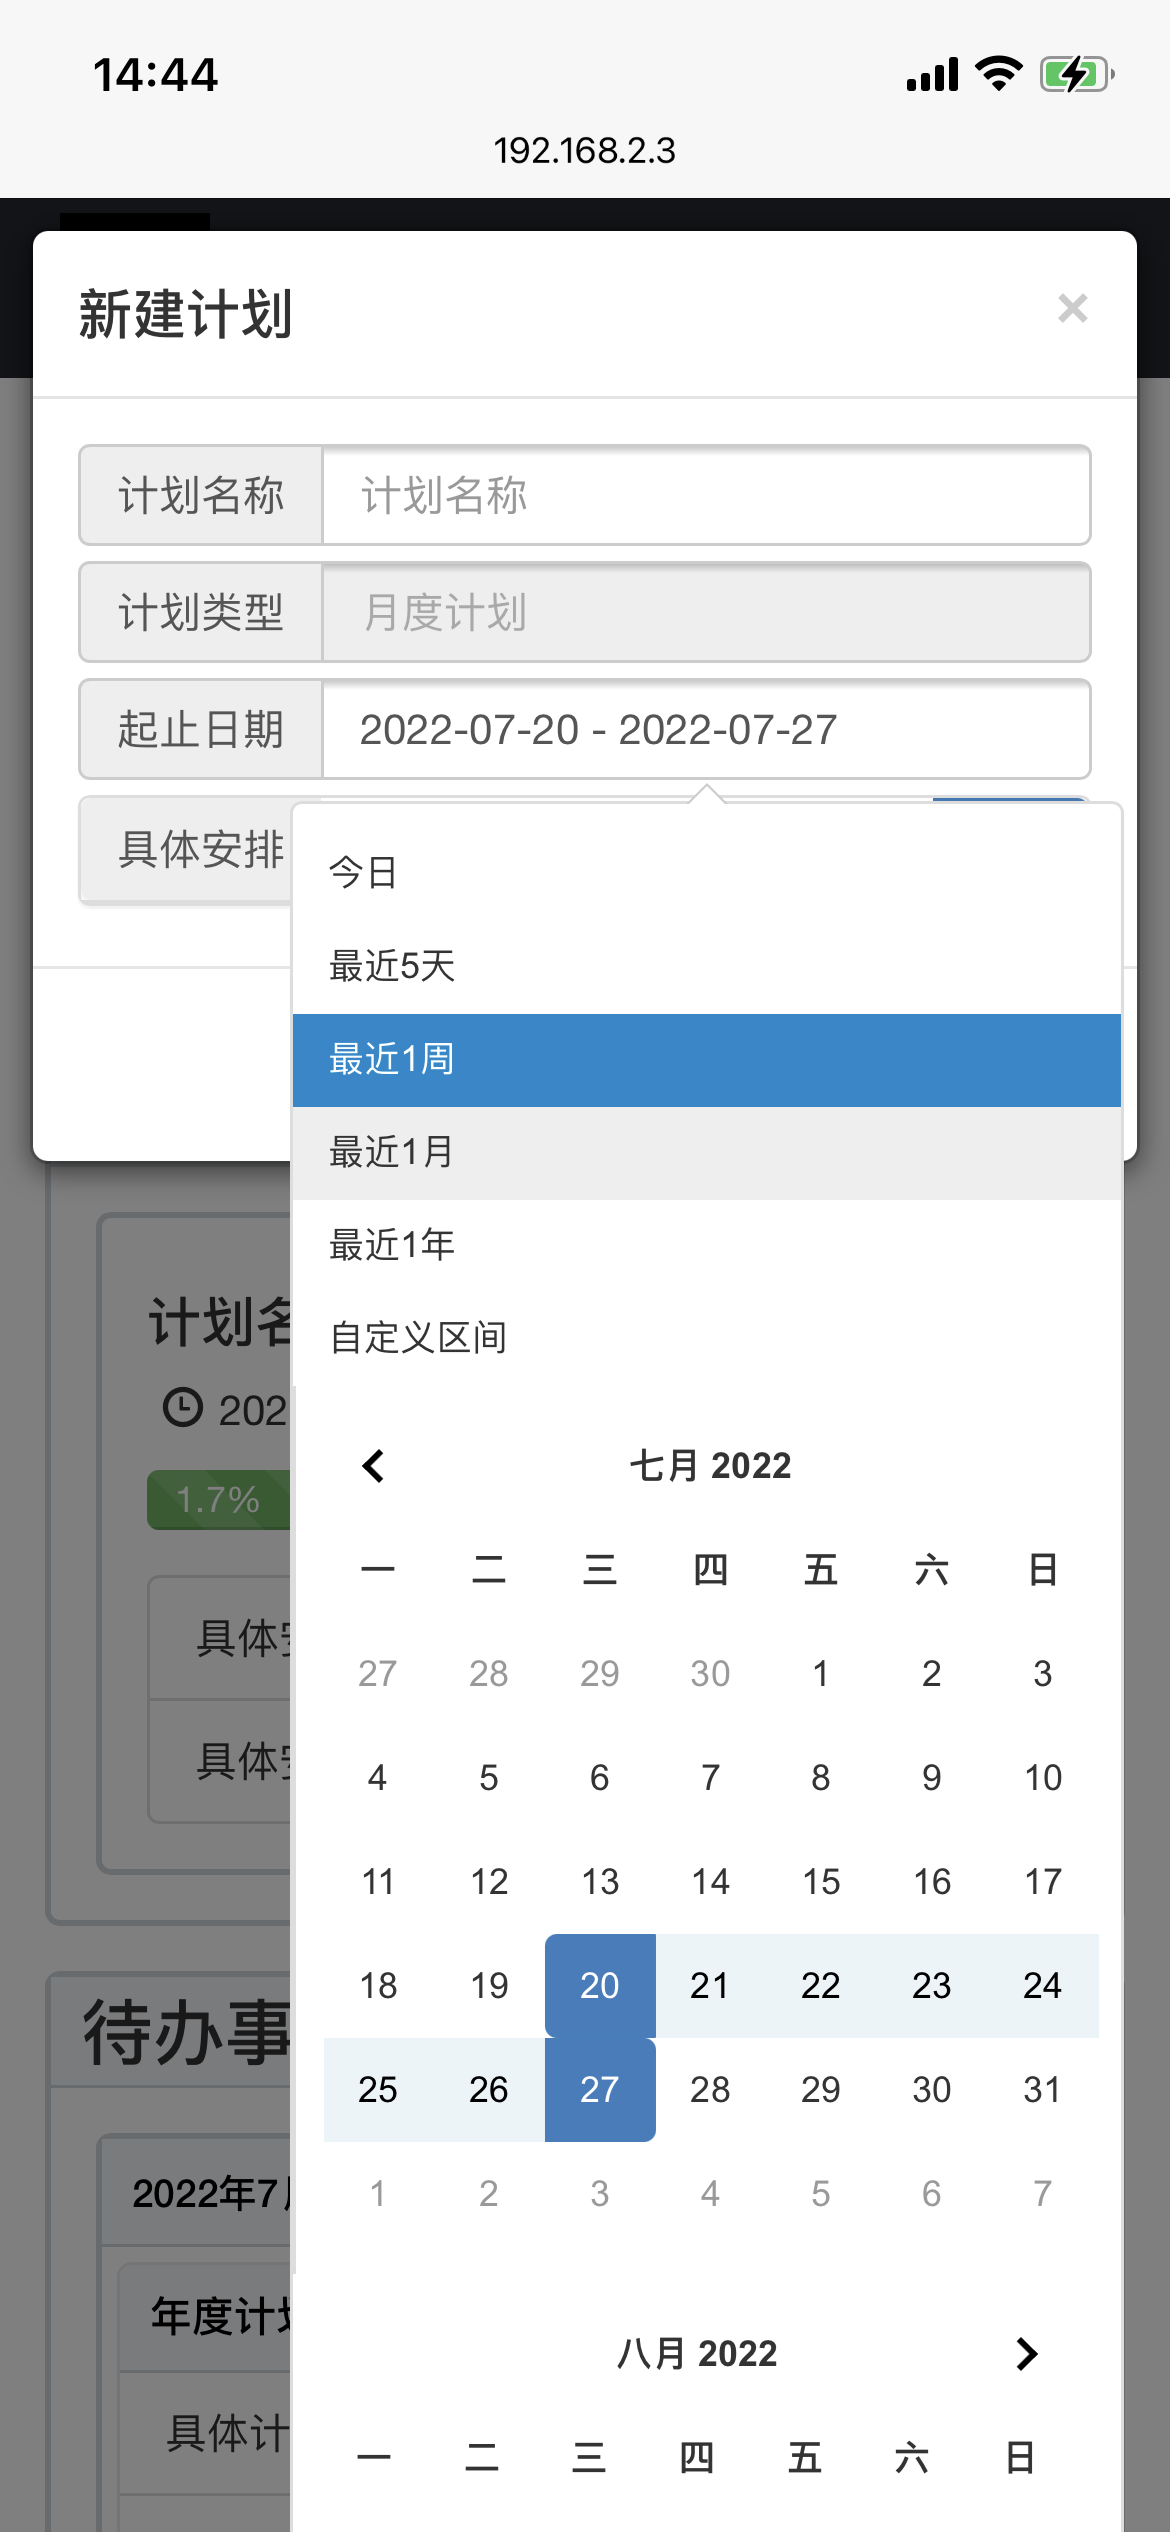 14:44
192.168.2.3
新建计划
×
计划名称 计划名称
计划类型 月度计划
起止日期 2022-07-20 - 2022-07-27
具体安排
今日
最近5天
最近1周
最近1月
最近1年
自定义区间
七月 2022
一 二 三 四 五 六 日
27 28 29 30 1 2 3
4 5 6 7 8 9 10
11 12 13 14 15 16 17
18 19 20 21 22 23 24
25 26 27 28 29 30 31
1 2 3 4 5 6 7
八月 2022
一 二 三 四 五 六 日
计划名
202
1.7%
具体安
具体安
待办事
2022年7月
年度计划
具体计